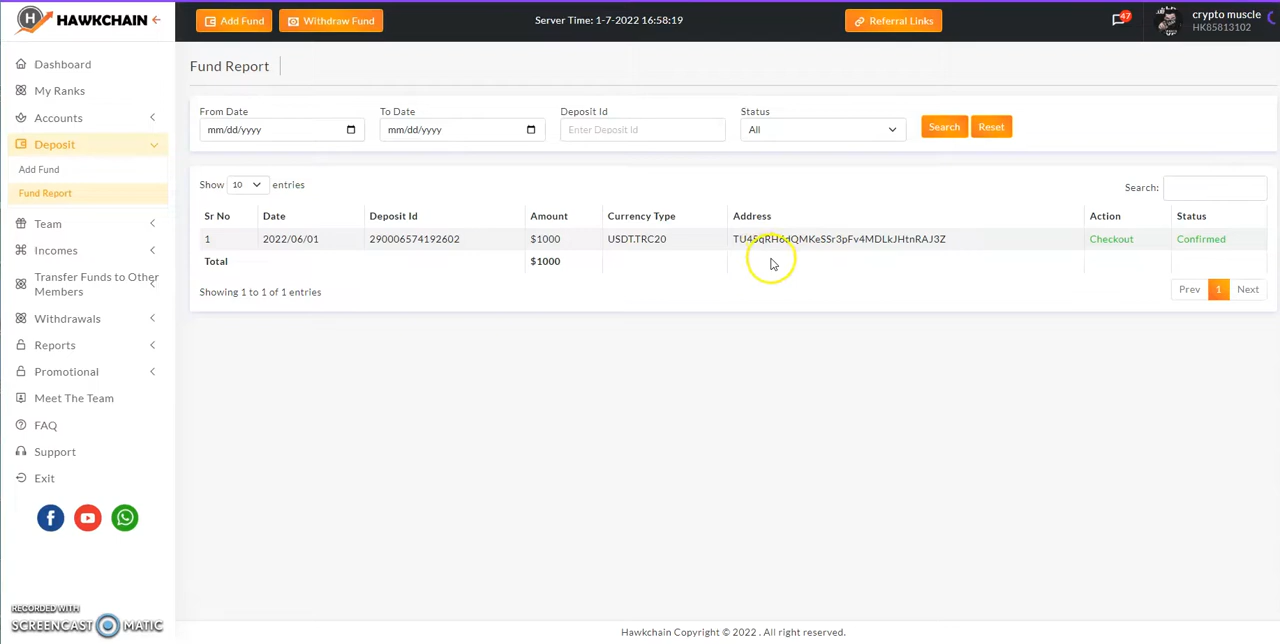 HAWKCHAIN
Add Fund
Withdraw Fund
Server Time: 1-7-2022 16:58:19
Referral Links
47
crypto muscle
HK85813102
Dashboard
My Ranks
Accounts
Deposit
Add Fund
Fund Report
Team
Incomes
Transfer Funds to Other
Members
Withdrawals
Reports
Promotional
Meet The Team
FAQ
Support
Exit
RECORDED WITH
SCREENCAST MATIC
Fund Report
From Date
To Date
Deposit Id
Status
mm/dd/yyyy
mm/dd/yyyy
Enter Deposit Id
All
Search
Reset
Show 10 entries
Search:
Sr No Date Deposit Id Amount Currency Type Address Action Status
1 2022/06/01 290006574192602 $1000 USDT.TRC20 TU45qRH6dQMKeSSr3pFv4MDLkJHtnRAJ3Z Checkout Confirmed
Total $1000
Showing 1 to 1 of 1 entries
Prev 1 Next
Hawkchain Copyright © 2022 . All right reserved.